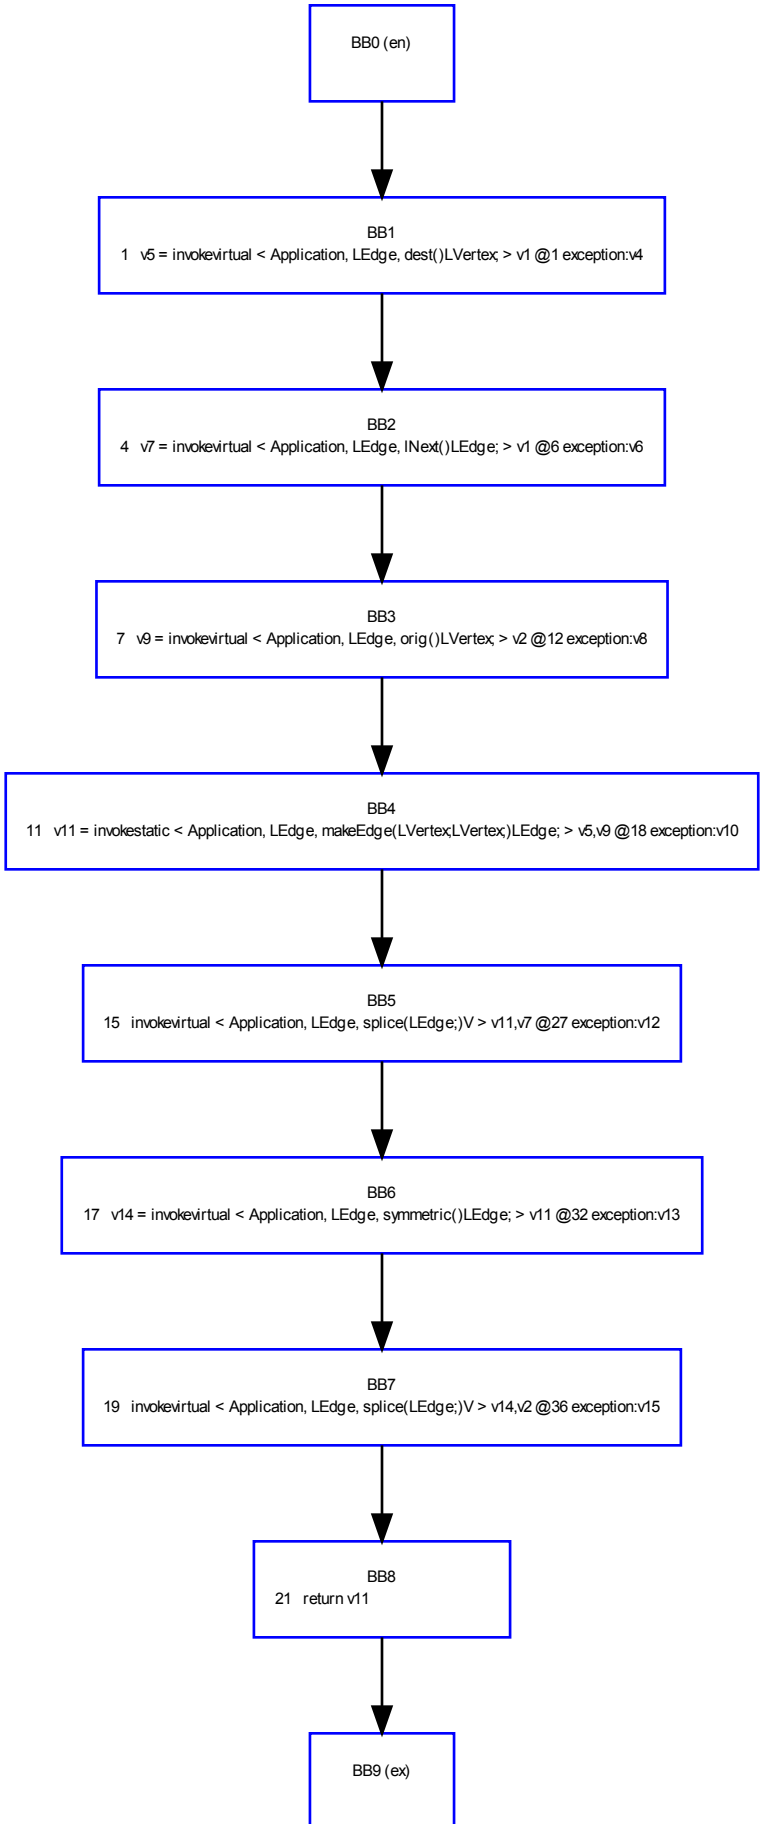 BB0 (en)
BB1
1 v5 = invokevirtual < Application, LEdge, dest()LVertex; > v1 @1 exception:v4
BB2
4 v7 = invokevirtual < Application, LEdge, lNext()LEdge; > v1 @6 exception:v6
BB3
7 v9 = invokevirtual < Application, LEdge, orig()LVertex; > v2 @12 exception:v8
BB4
11 v11 = invokestatic < Application, LEdge, makeEdge(LVertex;LVertex;)LEdge; > v5,v9 @18 exception:v10
BB5
15 invokevirtual < Application, LEdge, splice(LEdge;)V > v11,v7 @27 exception:v12
BB6
17 v14 = invokevirtual < Application, LEdge, symmetric()LEdge; > v11 @32 exception:v13
BB7
19 invokevirtual < Application, LEdge, splice(LEdge;)V > v14,v2 @36 exception:v15
BB8
21 return v11
BB9 (ex)